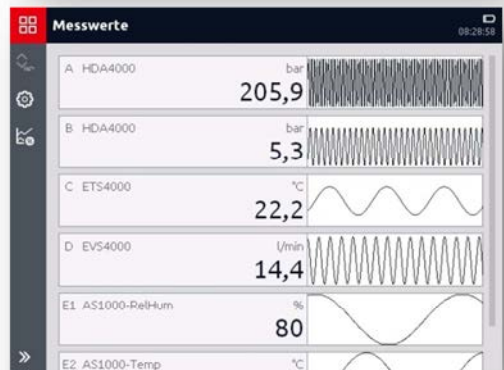 Messwerte
09:28:58
A HDA4000
bar
205,9
B HDA4000
bar
5,3
C ETS4000
°C
22,2
D EVS4000
l/min
14,4
E1 AS1000-RelHum
%
80
E2 AS1000-Temp
°C